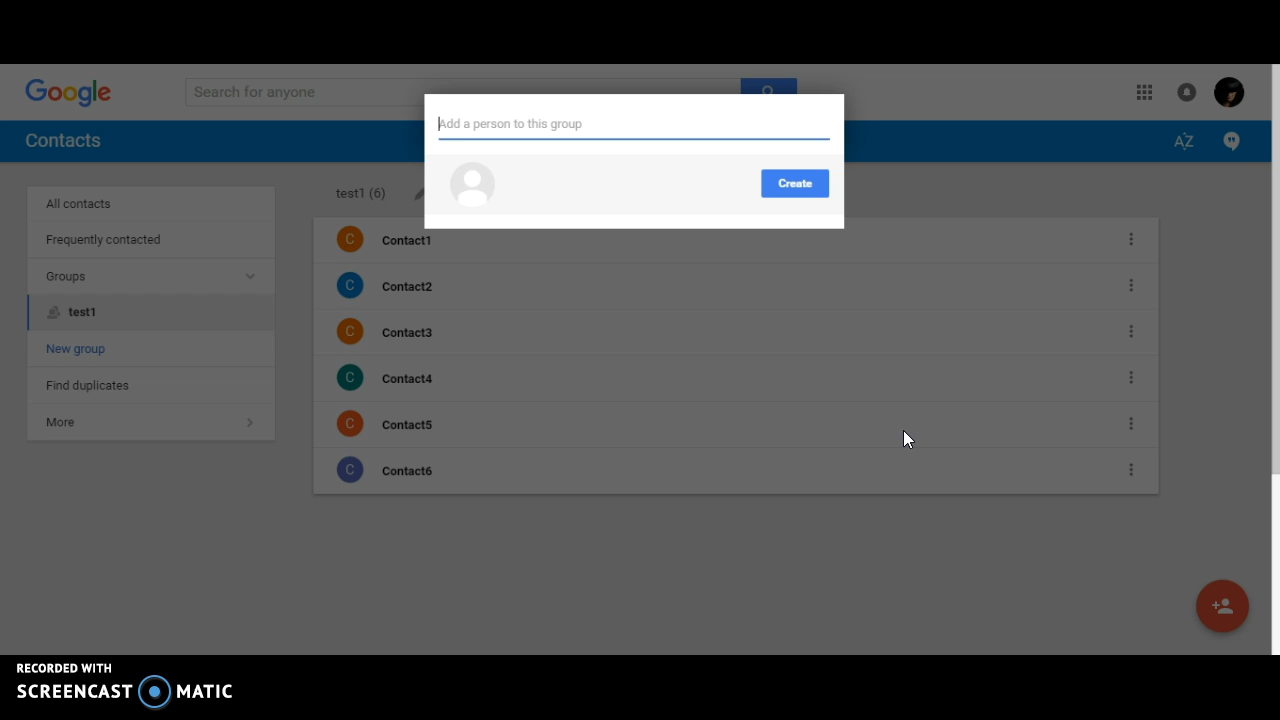 Google
Search for anyone
Add a person to this group
Contacts
AZ
Create
All contacts
Frequently contacted
Groups
test1
New group
Find duplicates
More
test1 (6)
C Contact1
C Contact2
C Contact3
C Contact4
C Contact5
C Contact6
RECORDED WITH
SCREENCAST MATIC